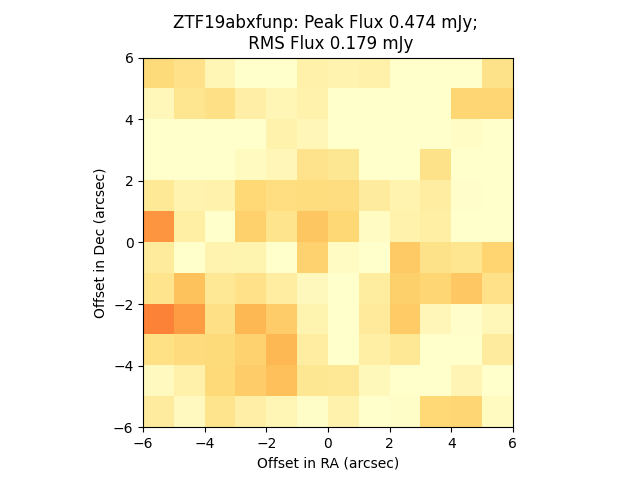 ZTF19abxfunp: Peak Flux 0.474 mJy;
RMS Flux 0.179 mJy
6
4
2
0
−2
−4
−6
Offset in Dec (arcsec)
−6 −4 −2 0 2 4 6
Offset in RA (arcsec)